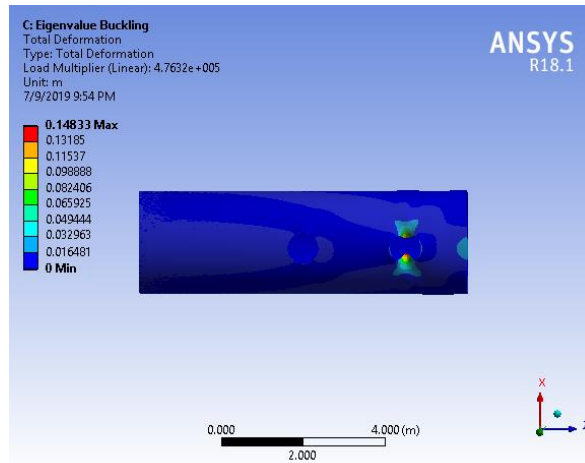 C: Eigenvalue Buckling
Total Deformation
Type: Total Deformation
Load Multiplier (Linear): 4.7632e+005
Unit: m
7/9/2019 9:54 PM
ANSYS
R18.1
0.14833 Max
0.13185
0.11537
0.098888
0.082406
0.065925
0.049444
0.032963
0.016481
0 Min
X
Z
0.000
4.000 (m)
2.000